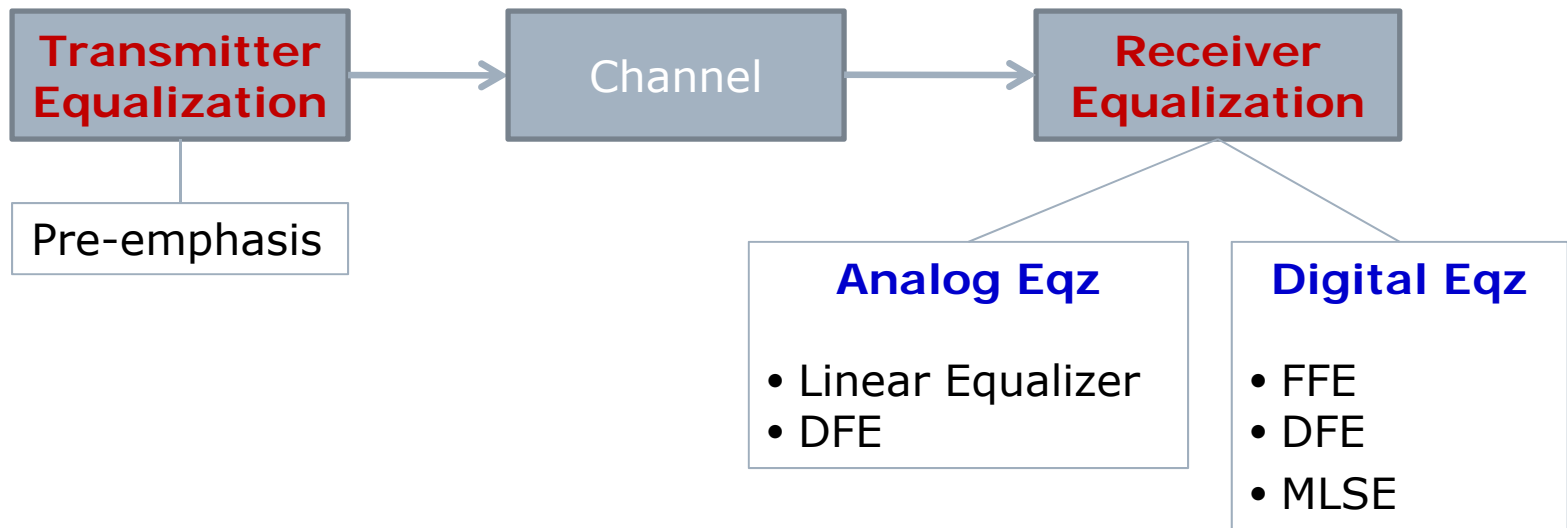 Transmitter
Equalization
Channel
Receiver
Equalization
Pre-emphasis
Analog Eqz
• Linear Equalizer
• DFE
Digital Eqz
• FFE
• DFE
• MLSE